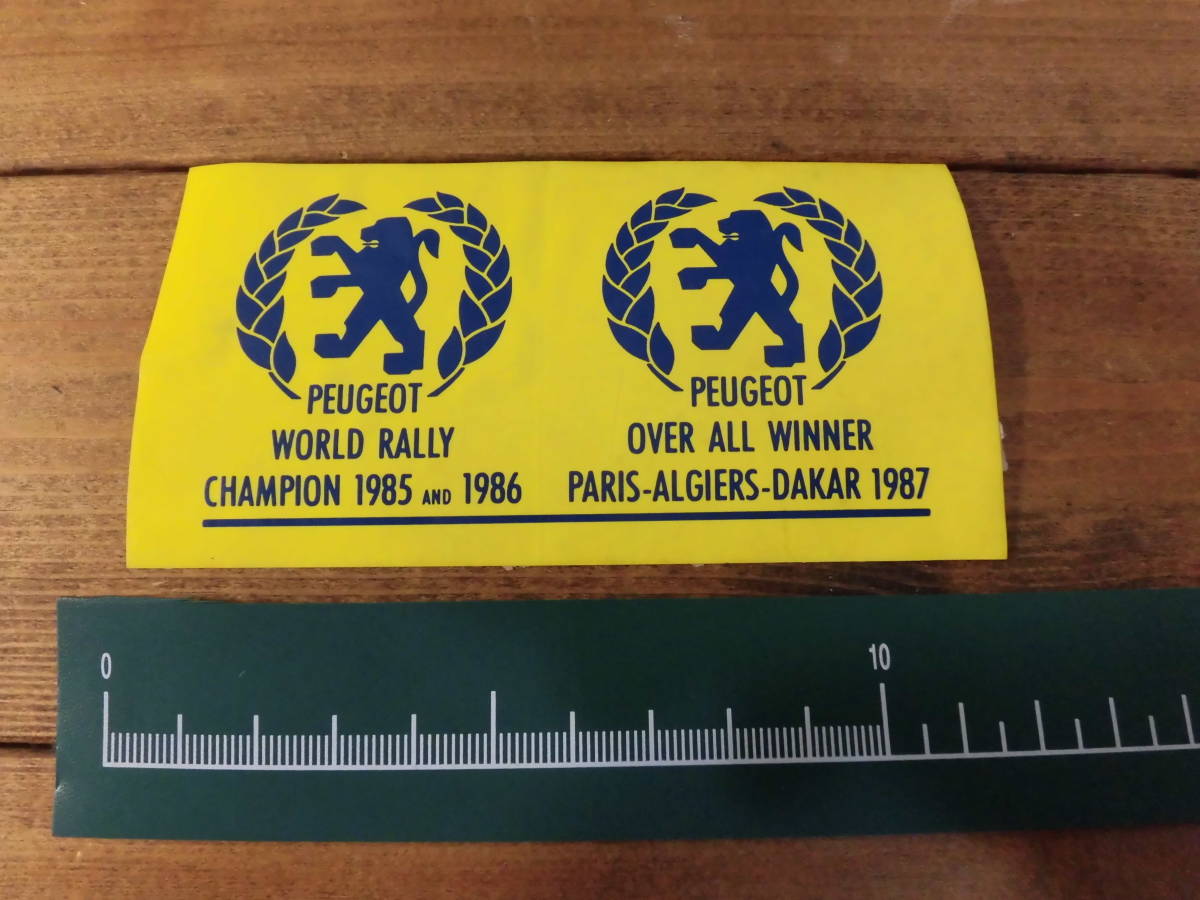 PEUGEOT
WORLD RALLY
CHAMPION 1985 AND 1986
PEUGEOT
OVER ALL WINNER
PARIS-ALGIERS-DAKAR 1987
0
10